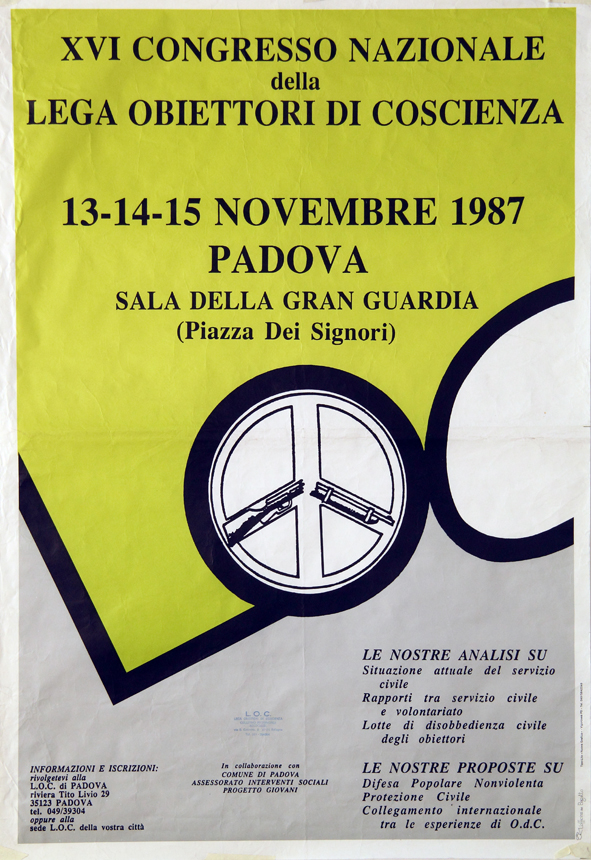 XVI CONGRESSO NAZIONALE
della
LEGA OBIETTORI DI COSCIENZA
13-14-15 NOVEMBRE 1987
PADOVA
SALA DELLA GRAN GUARDIA
(Piazza Dei Signori)
LOC
LE NOSTRE ANALISI SU
Situazione attuale del servizio
civile
Rapporti tra servizio civile
e volontariato
Lotte di disobbedienza civile
degli obiettori
LE NOSTRE PROPOSTE SU
Difesa Popolare Nonviolenta
Protezione Civile
Collegamento internazionale
tra le esperienze di O.d.C.
L.O.C.
In collaborazione con
COMUNE DI PADOVA
ASSESSORATO INTERVENTI SOCIALI
PROGETTO GIOVANI
INFORMAZIONI E ISCRIZIONI:
rivolgetevi alla
L.O.C. di PADOVA
riviera Tito Livio 29
35123 PADOVA
tel. 049/39304
oppure alla
sede L.O.C. della vostra città